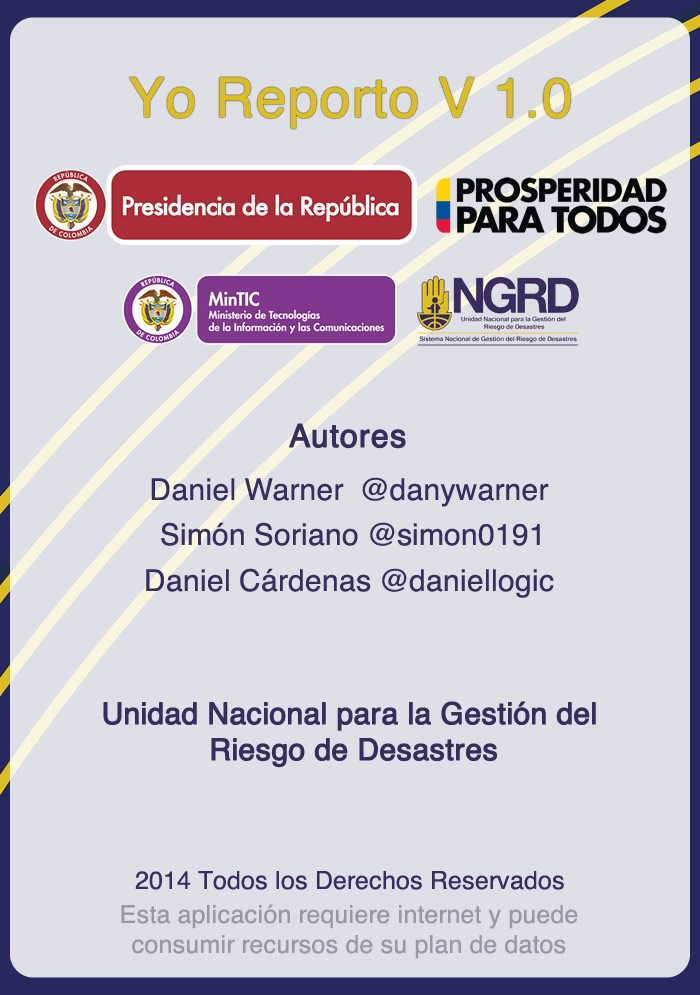 Yo Reporto V 1.0
REPÚBLICA
DE COLOMBIA
Presidencia de la República
PROSPERIDAD
PARA TODOS
REPÚBLICA
DE COLOMBIA
MinTIC
Ministerio de Tecnologías
de la Información y las Comunicaciones
NGRD
Unidad Nacional para la Gestión del
Riesgo de Desastres
Sistema Nacional de Gestión del Riesgo de Desastres
Autores
Daniel Warner @danywarner
Simón Soriano @simon0191
Daniel Cárdenas @daniellogic
Unidad Nacional para la Gestión del
Riesgo de Desastres
2014 Todos los Derechos Reservados
Esta aplicación requiere internet y puede
consumir recursos de su plan de datos